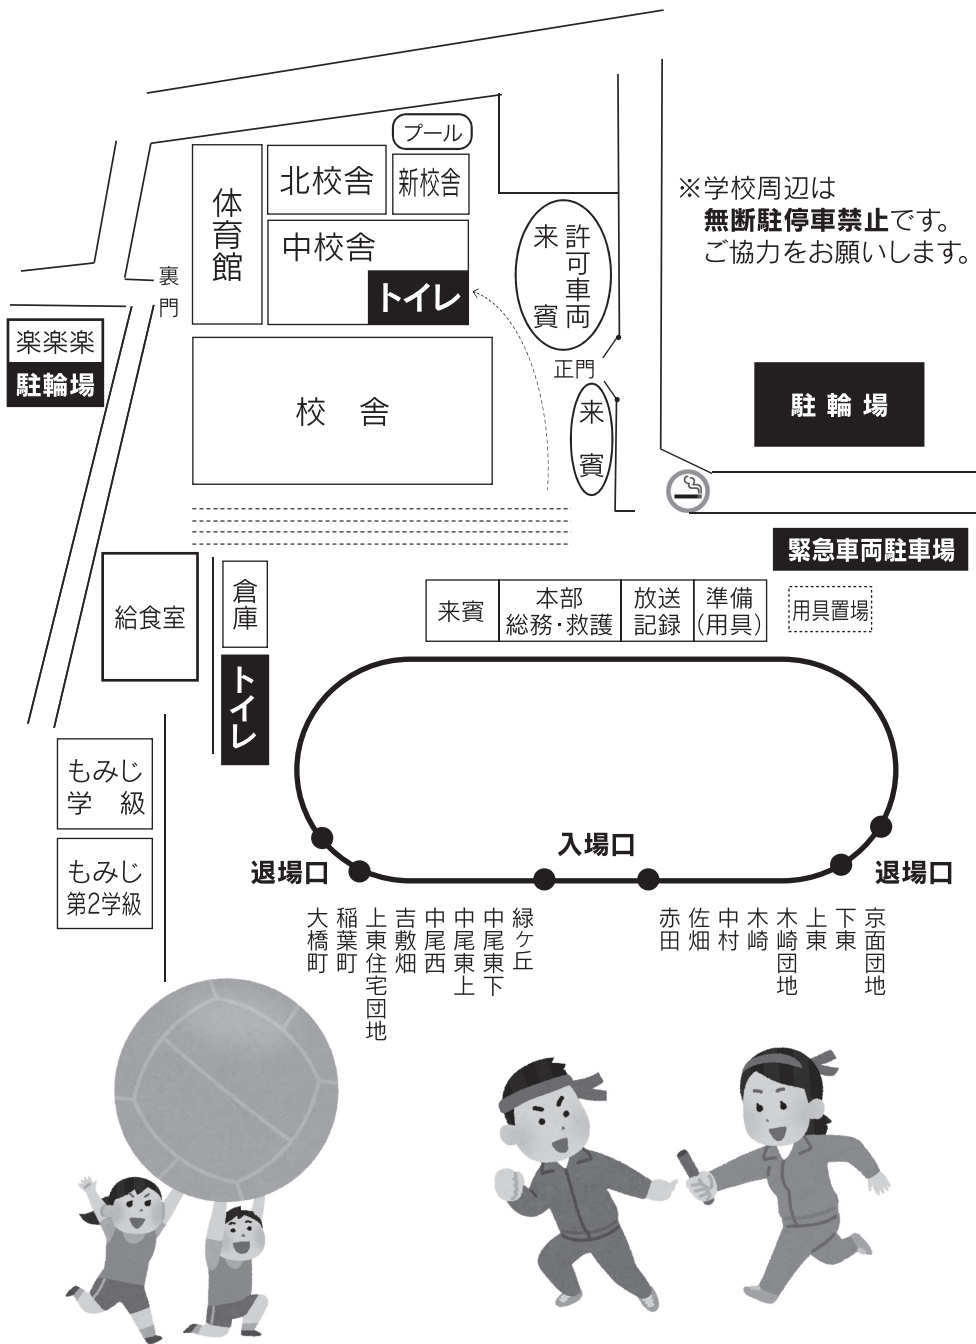 プール
北校舎
新校舎
体育館
中校舎
トイレ
来賓
許可車両
※学校周辺は
無断駐停車禁止です。
ご協力をお願いします。
裏門
楽楽楽
駐輪場
正門
来賓
駐輪場
校 舎
緊急車両駐車場
給食室
倉庫
トイレ
来賓
本部
総務・救護
放送
記録
準備
(用具)
用具置場
もみじ
学 級
もみじ
第2学級
退場口
入場口
退場口
大橋町
稲葉町
上東住宅団地
吉敷畑
中尾西
中尾東上
中尾東下
緑ケ丘
赤田
佐畑
中村
木崎
木崎団地
上東
下東
京面団地